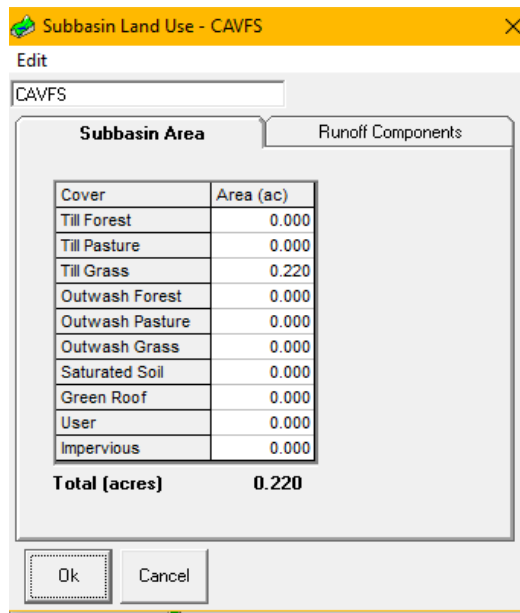 Subbasin Land Use - CAVFS
Edit
CAVFS
Subbasin Area Runoff Components
Cover Area (ac)
Till Forest 0.000
Till Pasture 0.000
Till Grass 0.220
Outwash Forest 0.000
Outwash Pasture 0.000
Outwash Grass 0.000
Saturated Soil 0.000
Green Roof 0.000
User 0.000
Impervious 0.000
Total (acres) 0.220
Ok Cancel